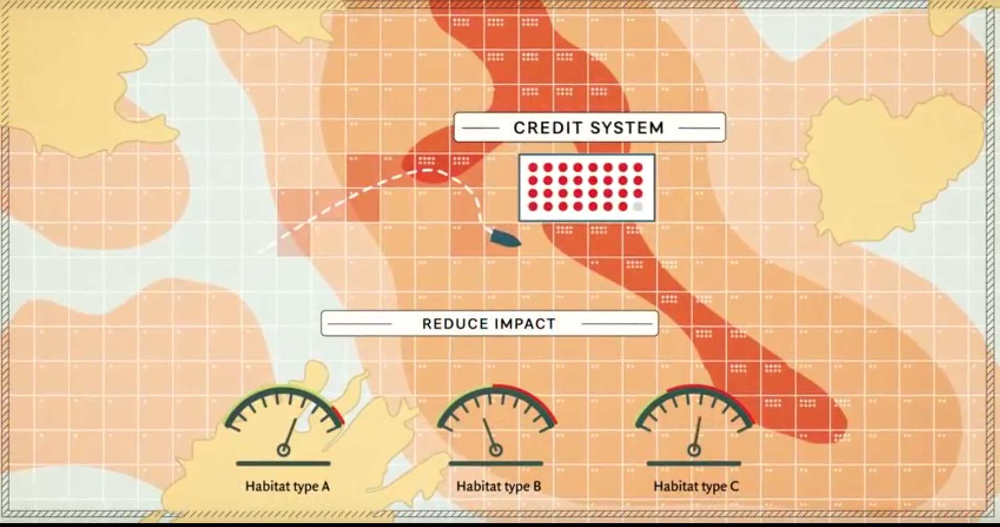 CREDIT SYSTEM
REDUCE IMPACT
Habitat type A
Habitat type B
Habitat type C